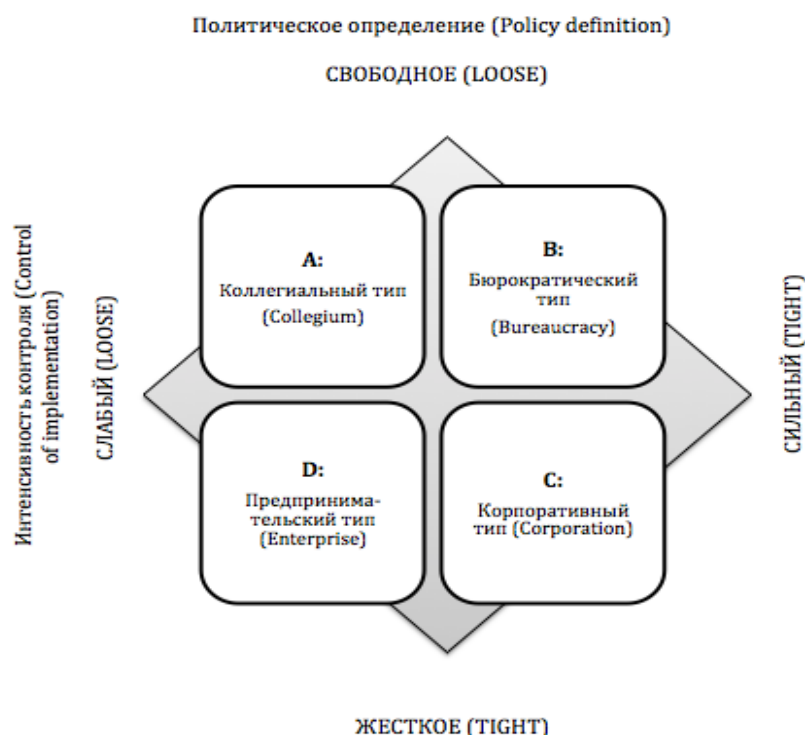 Политическое определение (Policy definition)
СВОБОДНОЕ (LOOSE)
Интенсивность контроля (Control
of implementation)
СЛАБЫЙ (LOOSE)
A:
Коллегиальный тип
(Collegium)
B:
Бюрократический
тип
(Bureaucracy)
СИЛЬНЫЙ (TIGHT)
D:
Предпринима-
тельский тип
(Enterprise)
C:
Корпоративный
тип (Corporation)
ЖЕСТКОЕ (TIGHT)